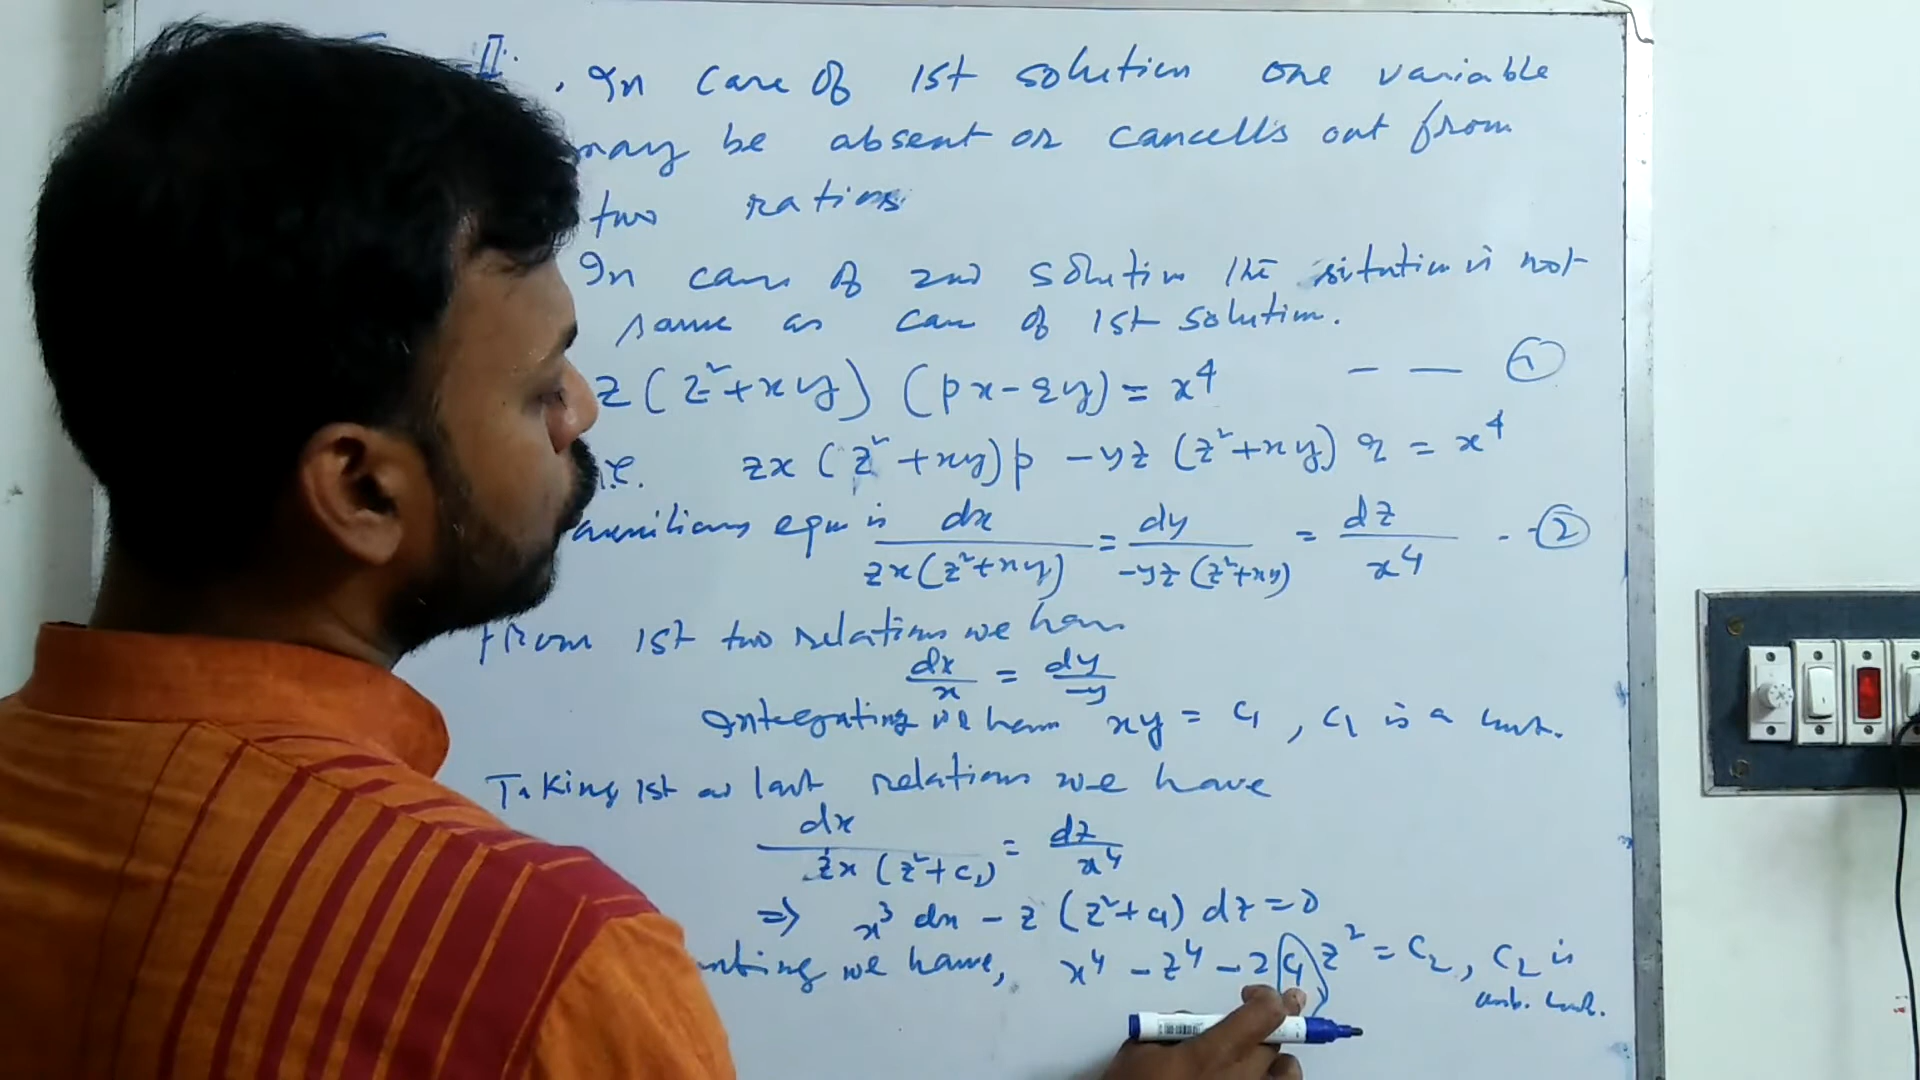 -II.
. In case of 1st solution one variable
may be absent or cancells out from
two ratios
In case of 2nd solution the situation is not
same as case of 1st solution.
z(z²+xy) (px-qy) = x⁴ — — ①
i.e. zx(z²+xy)p - yz(z²+xy)q = x⁴
auxiliary eqn is dx/zx(z²+xy) = dy/-yz(z²+xy) = dz/x⁴ - - ②
From 1st two relations we have
dx/x = dy/-y
Integrating we have xy = c₁, c₁ is a const.
Taking 1st and last relations we have
dx/zx(z²+c₁) = dz/x⁴
⇒ x³ dx - z(z²+c₁) dz = 0
we have, x⁴ - z⁴ - 2c₁z² = c₂, c₂ is
arb. const.